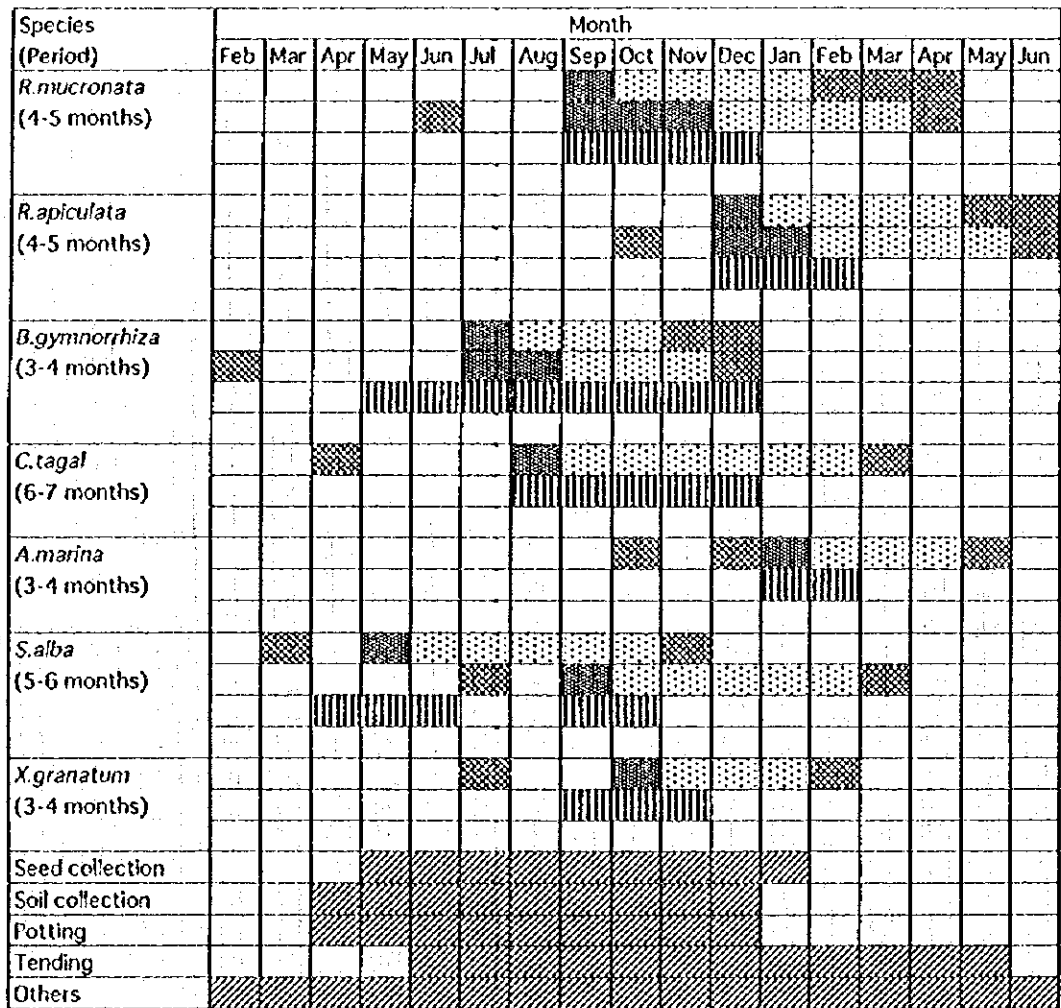 Species Month
(Period) Feb Mar Apr May Jun Jul Aug Sep Oct Nov Dec Jan Feb Mar Apr May Jun
R.mucronata
(4-5 months)
R.apiculata
(4-5 months)
B.gymnorrhiza
(3-4 months)
C.tagal
(6-7 months)
A.marina
(3-4 months)
S.alba
(5-6 months)
X.granatum
(3-4 months)
Seed collection
Soil collection
Potting
Tending
Others